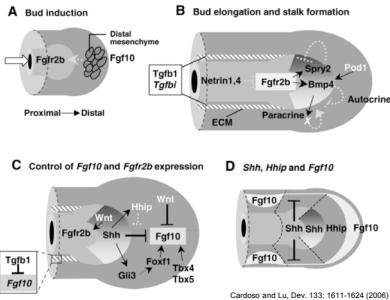 A Bud induction
Distal
mesenchyme
Fgfr2b
Fgf10
Proximal Distal
B Bud elongation and stalk formation
Tgfb1
Tgfbi
Netrin1,4
Fgfr2b
Spry2
Bmp4
Pod1
Autocrine
Paracrine
ECM
C Control of Fgf10 and Fgfr2b expression
Wnt
Hhip
Wnt
Fgfr2b
Shh
Fgf10
Foxf1
Gli3
Tbx4
Tbx5
Tgfb1
Fgf10
D Shh, Hhip and Fgf10
Fgf10
Shh Shh Hhip Fgf10
Fgf10
Cardoso and Lu, Dev. 133: 1611-1624 (2006)